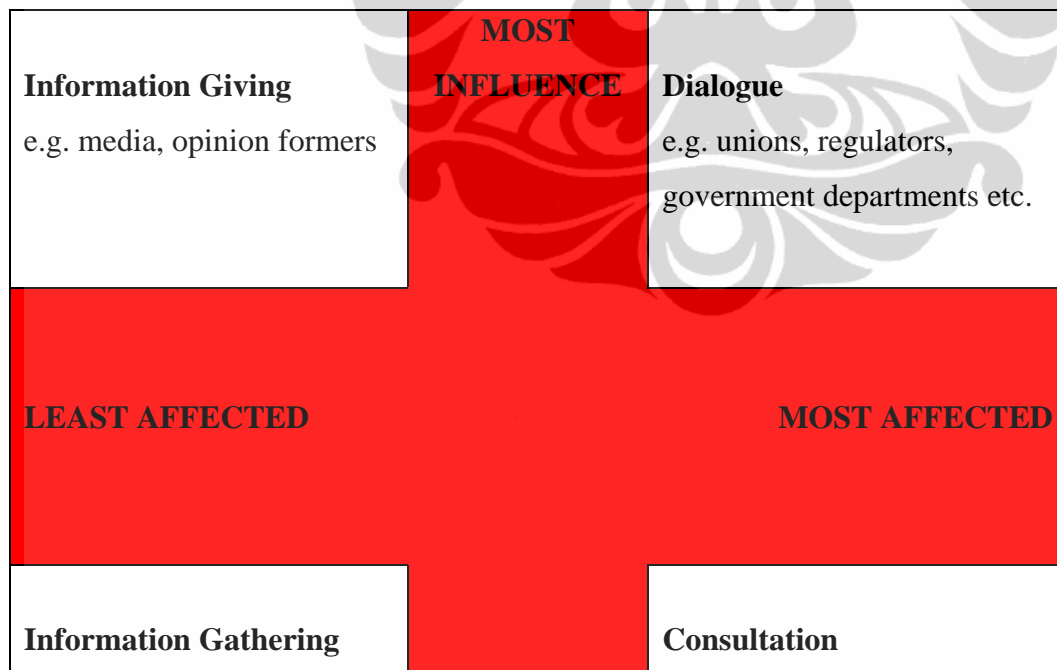 MOST
INFLUENCE
Information Giving
e.g. media, opinion formers
Dialogue
e.g. unions, regulators,
government departments etc.
LEAST AFFECTED
MOST AFFECTED
Information Gathering
Consultation